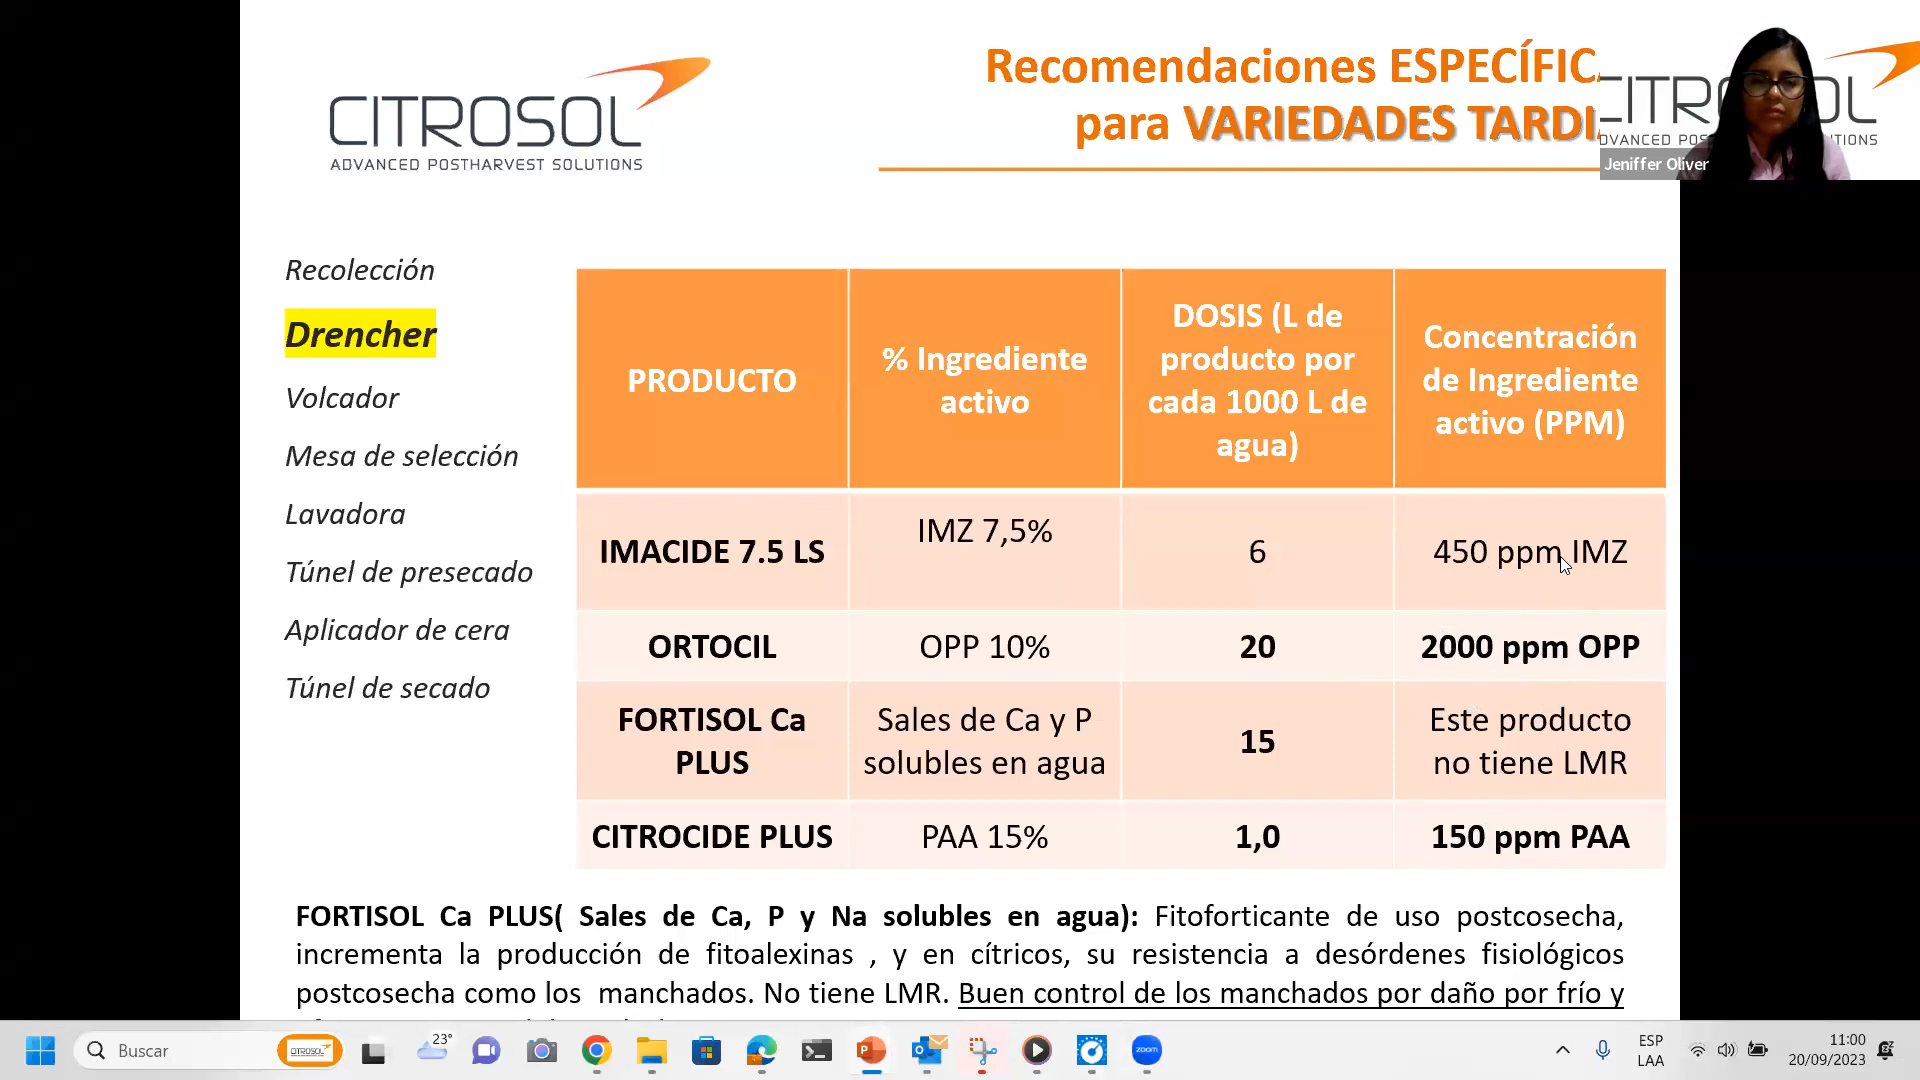 CITROSOL
ADVANCED POSTHARVEST SOLUTIONS
Recomendaciones ESPECÍFIC
para VARIEDADES TARDI
Jeniffer Oliver
Recolección
Drencher
Volcador
Mesa de selección
Lavadora
Túnel de presecado
Aplicador de cera
Túnel de secado
PRODUCTO
% Ingrediente
activo
DOSIS (L de
producto por
cada 1000 L de
agua)
Concentración
de Ingrediente
activo (PPM)
IMACIDE 7.5 LS
IMZ 7,5%
6
450 ppm IMZ
ORTOCIL
OPP 10%
20
2000 ppm OPP
FORTISOL Ca
PLUS
Sales de Ca y P
solubles en agua
15
Este producto
no tiene LMR
CITROCIDE PLUS
PAA 15%
1,0
150 ppm PAA
FORTISOL Ca PLUS( Sales de Ca, P y Na solubles en agua): Fitoforticante de uso postcosecha,
incrementa la producción de fitoalexinas , y en cítricos, su resistencia a desórdenes fisiológicos
postcosecha como los manchados. No tiene LMR. Buen control de los manchados por daño por frío y
Buscar
CITROSOL
23°
zoom
ESP
LAA
11:00
20/09/2023